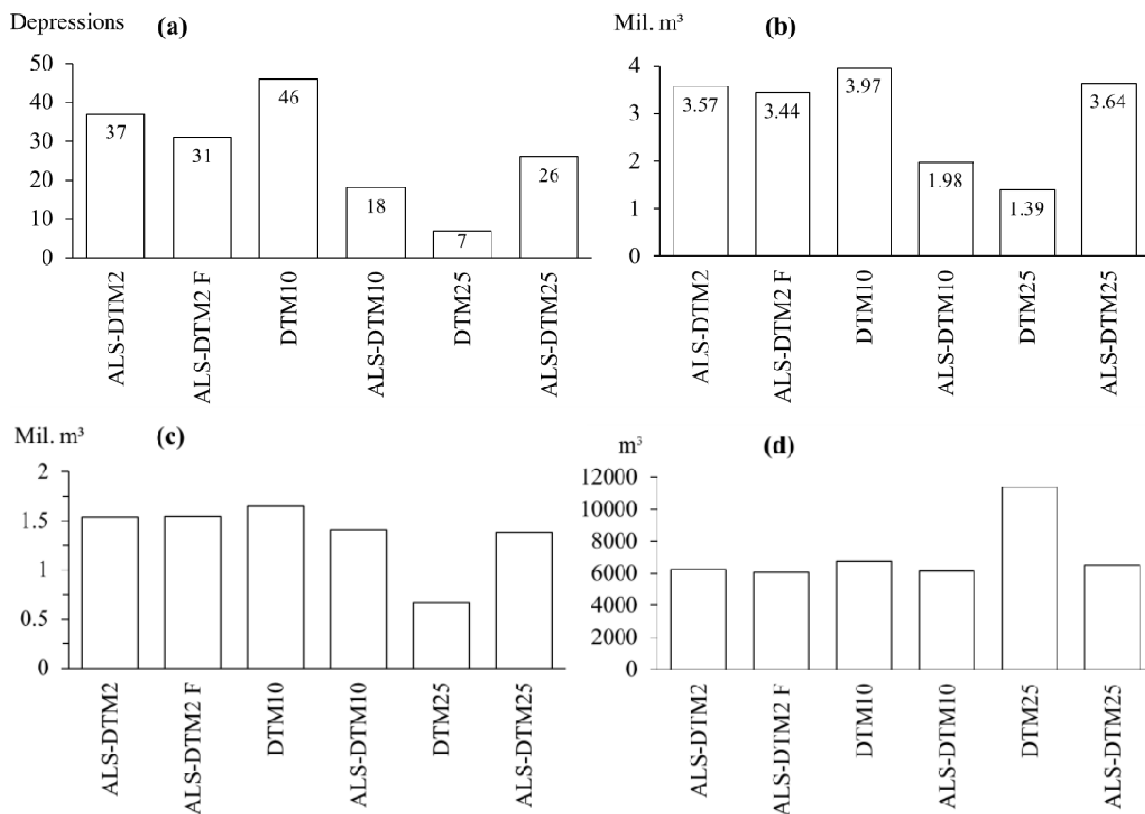 Depressions (a)
50
40
30
20
10
0
37
31
46
18
7
26
ALS-DTM2
ALS-DTM2 F
DTM10
ALS-DTM10
DTM25
ALS-DTM25
Mil. m³ (b)
4
3
2
1
0
3.57
3.44
3.97
1.98
1.39
3.64
ALS-DTM2
ALS-DTM2 F
DTM10
ALS-DTM10
DTM25
ALS-DTM25
Mil. m³ (c)
2
1.5
1
0.5
0
ALS-DTM2
ALS-DTM2 F
DTM10
ALS-DTM10
DTM25
ALS-DTM25
m³ (d)
12000
10000
8000
6000
4000
2000
0
ALS-DTM2
ALS-DTM2 F
DTM10
ALS-DTM10
DTM25
ALS-DTM25